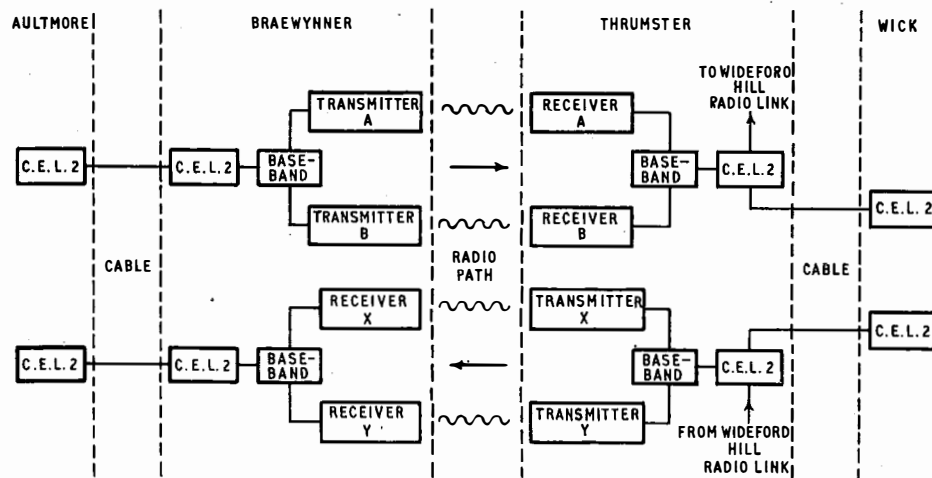 AULTMORE
BRAEWYNNER
THRUMSTER
WICK
TO WIDEFORD
HILL
RADIO LINK
TRANSMITTER
A
RECEIVER
A
C.E.L.2
C.E.L.2
BASE-
BAND
BASE-
BAND
C.E.L.2
TRANSMITTER
B
RECEIVER
B
C.E.L.2
CABLE
RADIO
PATH
CABLE
RECEIVER
X
TRANSMITTER
X
C.E.L.2
C.E.L.2
C.E.L.2
BASE-
BAND
BASE-
BAND
C.E.L.2
RECEIVER
Y
TRANSMITTER
Y
FROM WIDEFORD
HILL
RADIO LINK